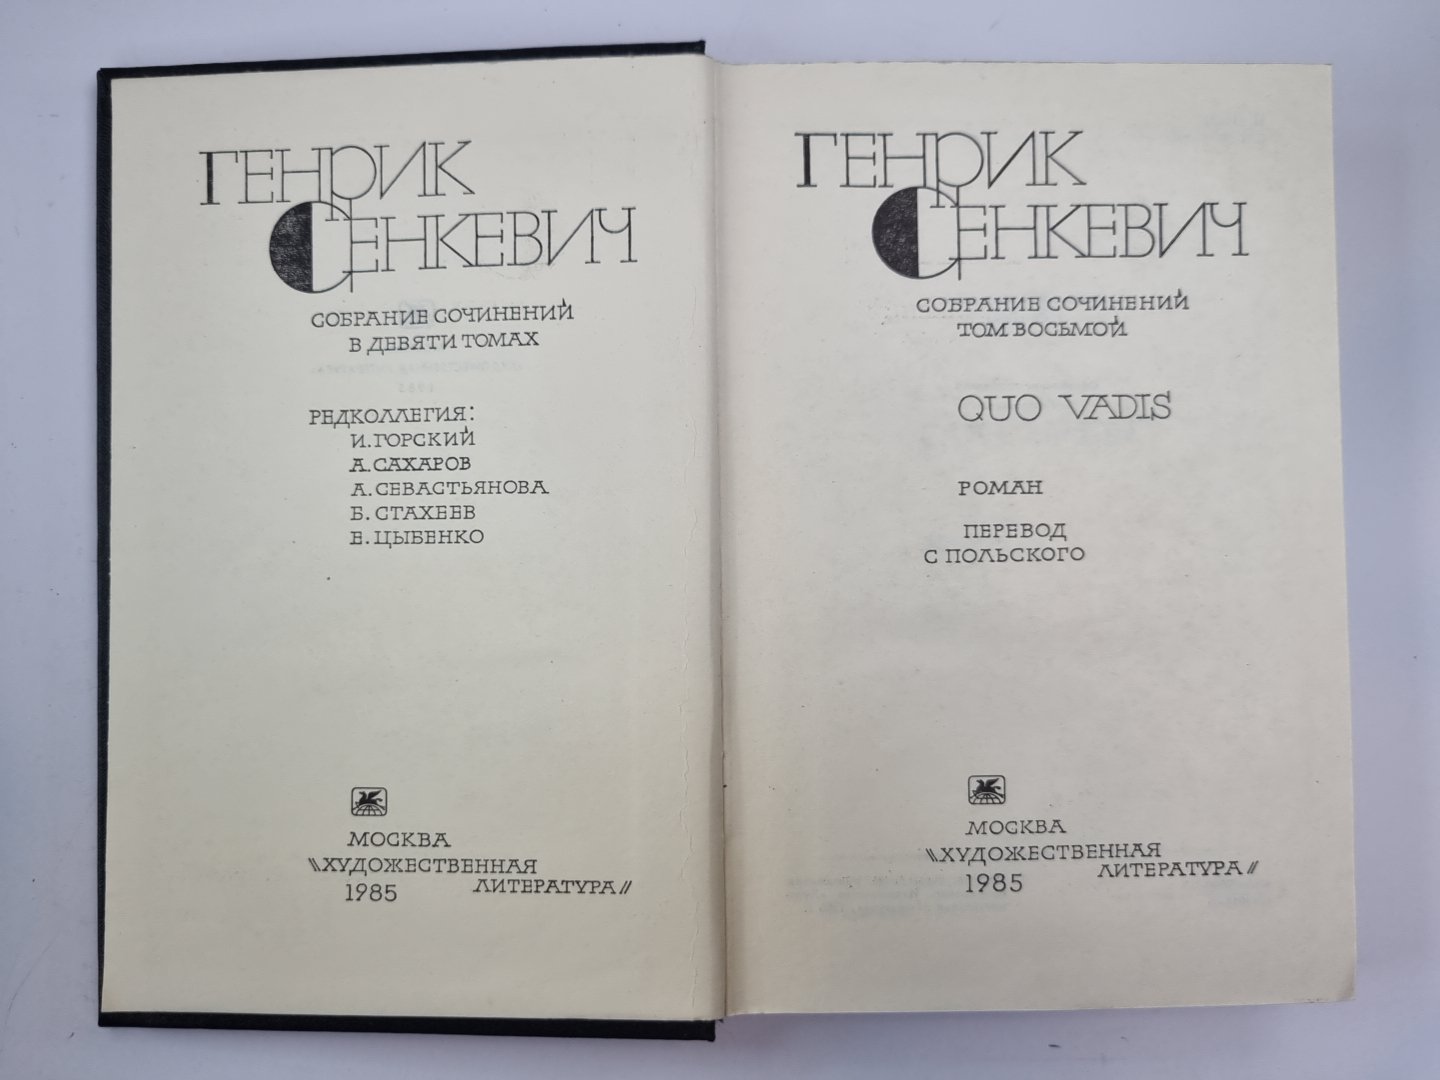 ГЕНРИК
СЕНКЕВИЧ
СОБРАНИЕ СОЧИНЕНИЙ
В ДЕВЯТИ ТОМАХ
РЕДКОЛЛЕГИЯ:
И. ГОРСКИЙ
А. САХАРОВ
А. СЕВАСТЬЯНОВА
Б. СТАХЕЕВ
Е. ЦЫБЕНКО
МОСКВА
\\ХУДОЖЕСТВЕННАЯ
ЛИТЕРАТУРА//
1985
ГЕНРИК
СЕНКЕВИЧ
СОБРАНИЕ СОЧИНЕНИЙ
ТОМ ВОСЬМОЙ
QUO VADIS
РОМАН
ПЕРЕВОД
С ПОЛЬСКОГО
МОСКВА
\\ХУДОЖЕСТВЕННАЯ
ЛИТЕРАТУРА//
1985